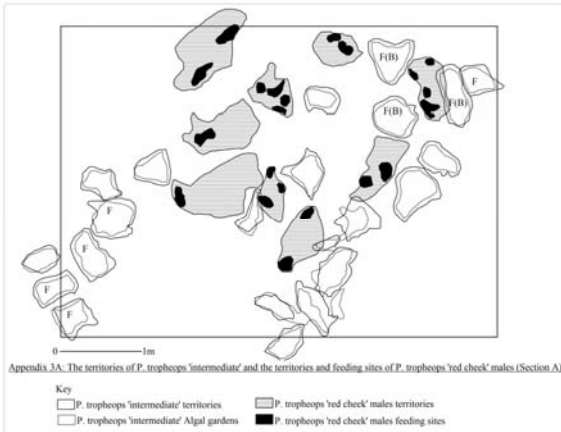 F(B)
F
F(B)
F(B)
F
F
F
F
0 1m
Appendix 3A: The territories of P. tropheops 'intermediate' and the territories and feeding sites of P. tropheops 'red cheek' males (Section A)
Key
P. tropheops 'intermediate' territories
P. tropheops 'red cheek' males territories
P. tropheops 'intermediate' Algal gardens
P. tropheops 'red cheek' males feeding sites